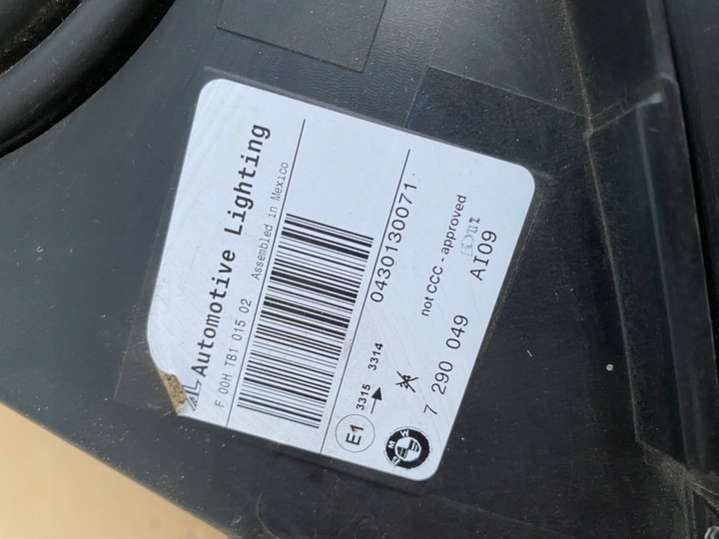 AL Automotive Lighting
F 00H TB1 015 02 Assembled in Mexico
E1 3315 3314 0430130071
not CCC - approved
BMW 7 290 049 AI09